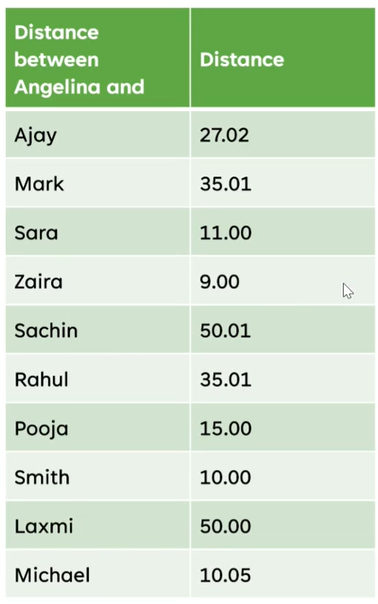 Distance
between
Angelina and
Distance
Ajay 27.02
Mark 35.01
Sara 11.00
Zaira 9.00
Sachin 50.01
Rahul 35.01
Pooja 15.00
Smith 10.00
Laxmi 50.00
Michael 10.05